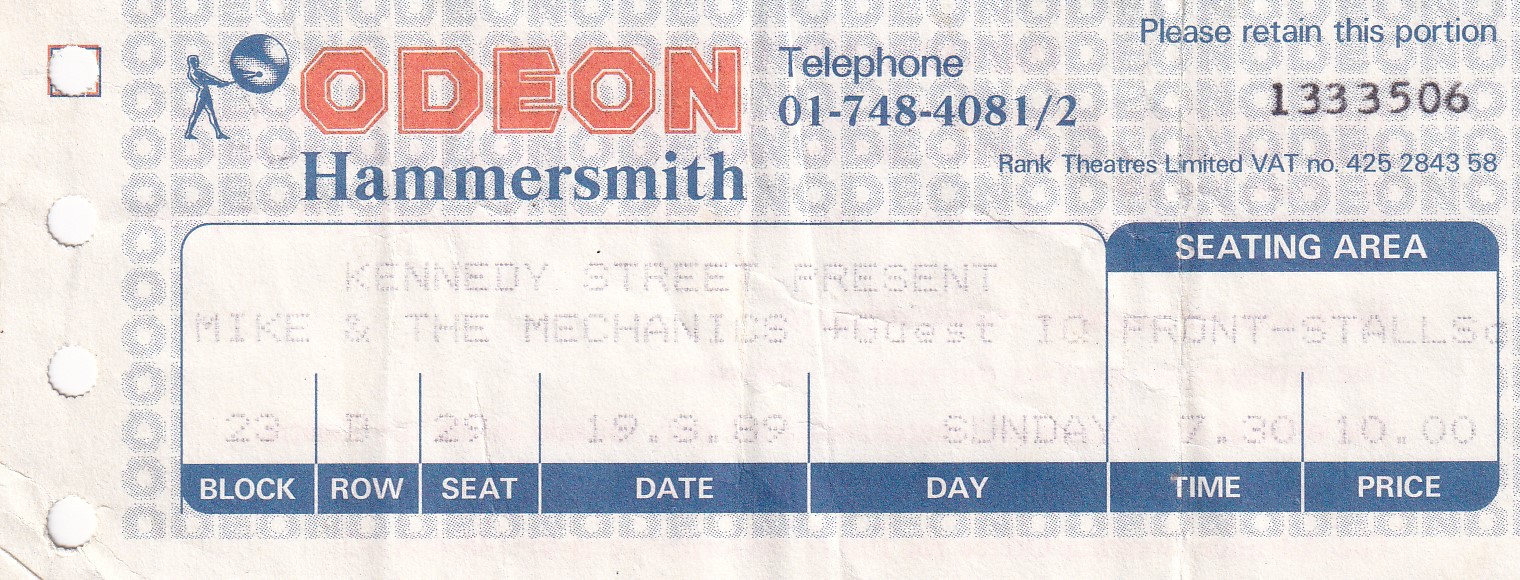 Please retain this portion
ODEON
Telephone
01-748-4081/2
1333506
Hammersmith
Rank Theatres Limited VAT no. 425 2843 58
SEATING AREA
KENNEDY STREET PRESENT
MIKE & THE MECHANICS +Guest IQ FRONT-STALLS
23 B 29 19.3.89 SUNDAY 7.30 10.00
BLOCK ROW SEAT DATE DAY TIME PRICE